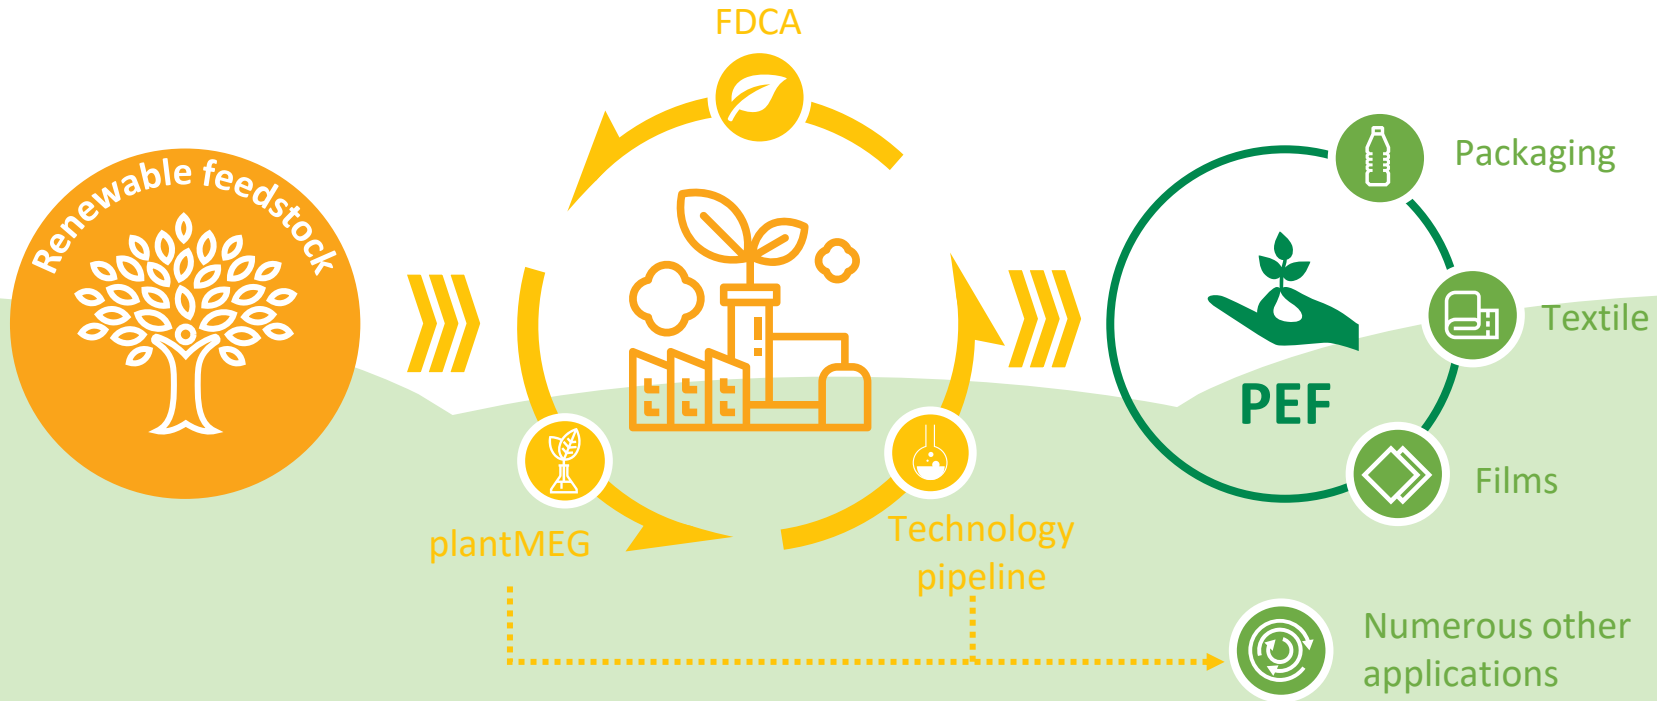 Renewable feedstock
FDCA
plantMEG
Technology
pipeline
PEF
Packaging
Textile
Films
Numerous other
applications